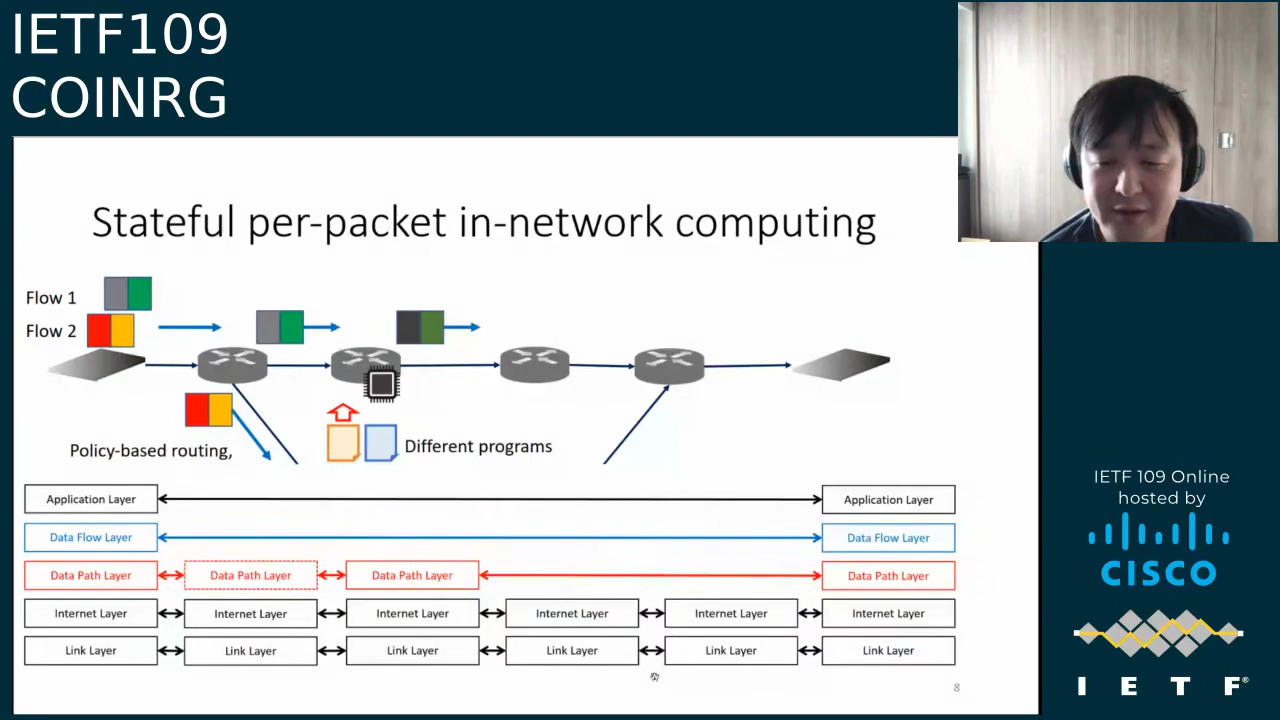 IETF109
COINRG
Stateful per-packet in-network computing
Flow 1
Flow 2
Policy-based routing,
Different programs
Application Layer
Application Layer
Data Flow Layer
Data Flow Layer
Data Path Layer
Data Path Layer
Data Path Layer
Data Path Layer
Internet Layer
Internet Layer
Internet Layer
Internet Layer
Internet Layer
Internet Layer
Link Layer
Link Layer
Link Layer
Link Layer
Link Layer
Link Layer
8
IETF 109 Online
hosted by
CISCO
IETF®